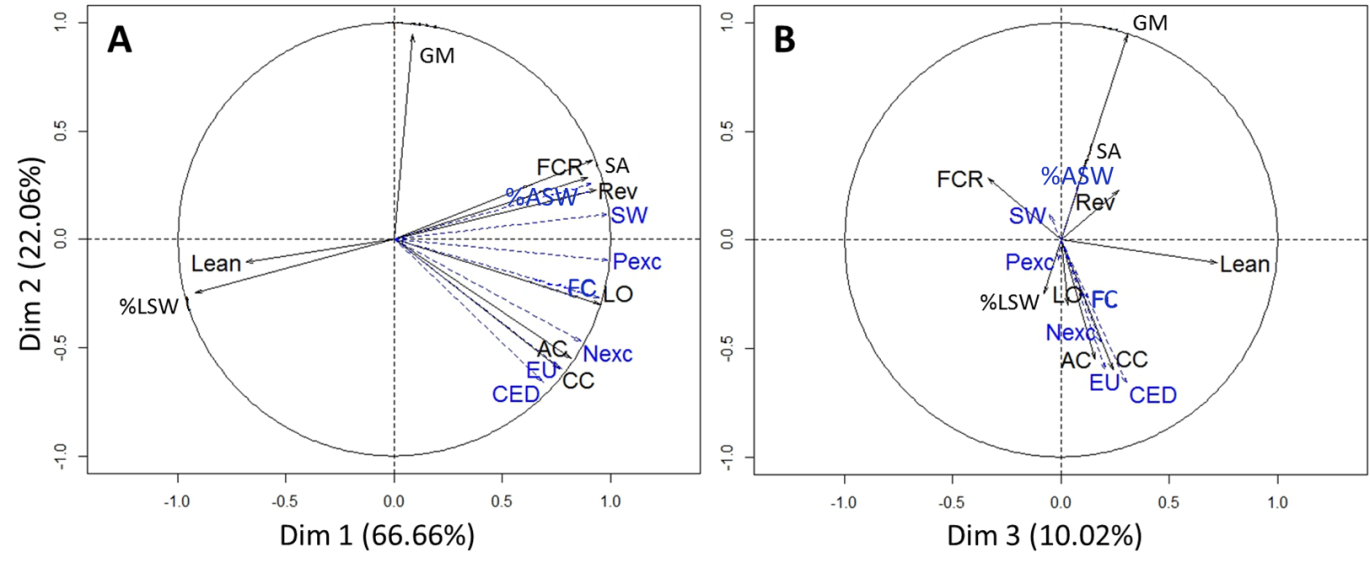 A
1.0
0.5
0.0
-0.5
-1.0
Dim 2 (22.06%)
GM
FCR
SA
%ASW
Rev
SW
Lean
Pexc
%LSW
FC
LO
AC
Nexc
EU
CC
CED
-1.0
-0.5
0.0
0.5
1.0
Dim 1 (66.66%)
B
1.0
0.5
0.0
-0.5
-1.0
GM
SA
FCR
%ASW
Rev
SW
Pexc
Lean
%LSW
LO
FC
Nexc
AC
CC
EU
CED
-1.0
-0.5
0.0
0.5
1.0
Dim 3 (10.02%)